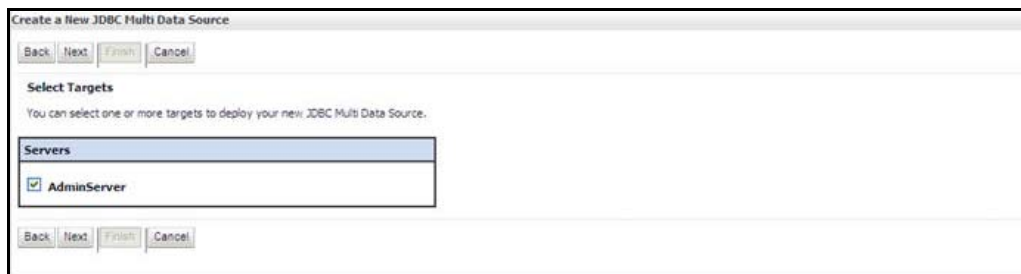 Create a New JDBC Multi Data Source
Back Next Finish Cancel
Select Targets
You can select one or more targets to deploy your new JDBC Multi Data Source.
Servers
AdminServer
Back Next Finish Cancel